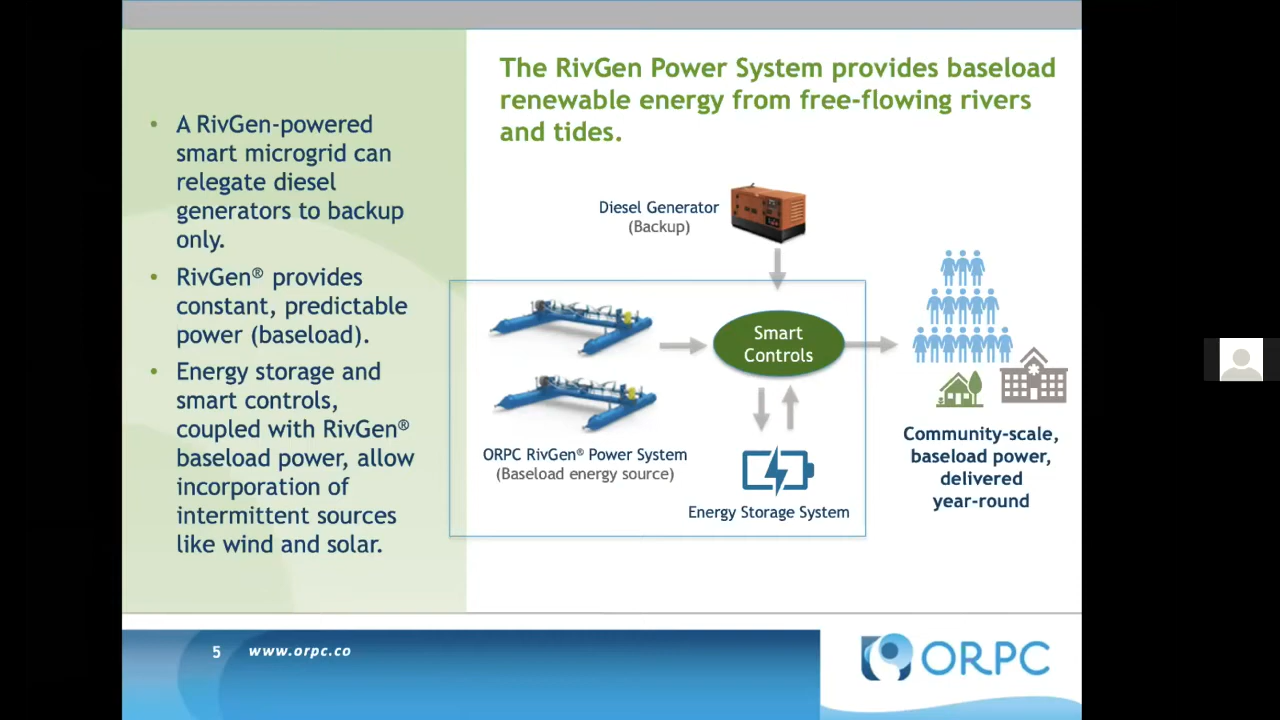 The RivGen Power System provides baseload
renewable energy from free-flowing rivers
and tides.
• A RivGen-powered
smart microgrid can
relegate diesel
generators to backup
only.
• RivGen® provides
constant, predictable
power (baseload).
• Energy storage and
smart controls,
coupled with RivGen®
baseload power, allow
incorporation of
intermittent sources
like wind and solar.
Diesel Generator
(Backup)
Smart
Controls
ORPC RivGen® Power System
(Baseload energy source)
Energy Storage System
Community-scale,
baseload power,
delivered
year-round
5 www.orpc.co
ORPC